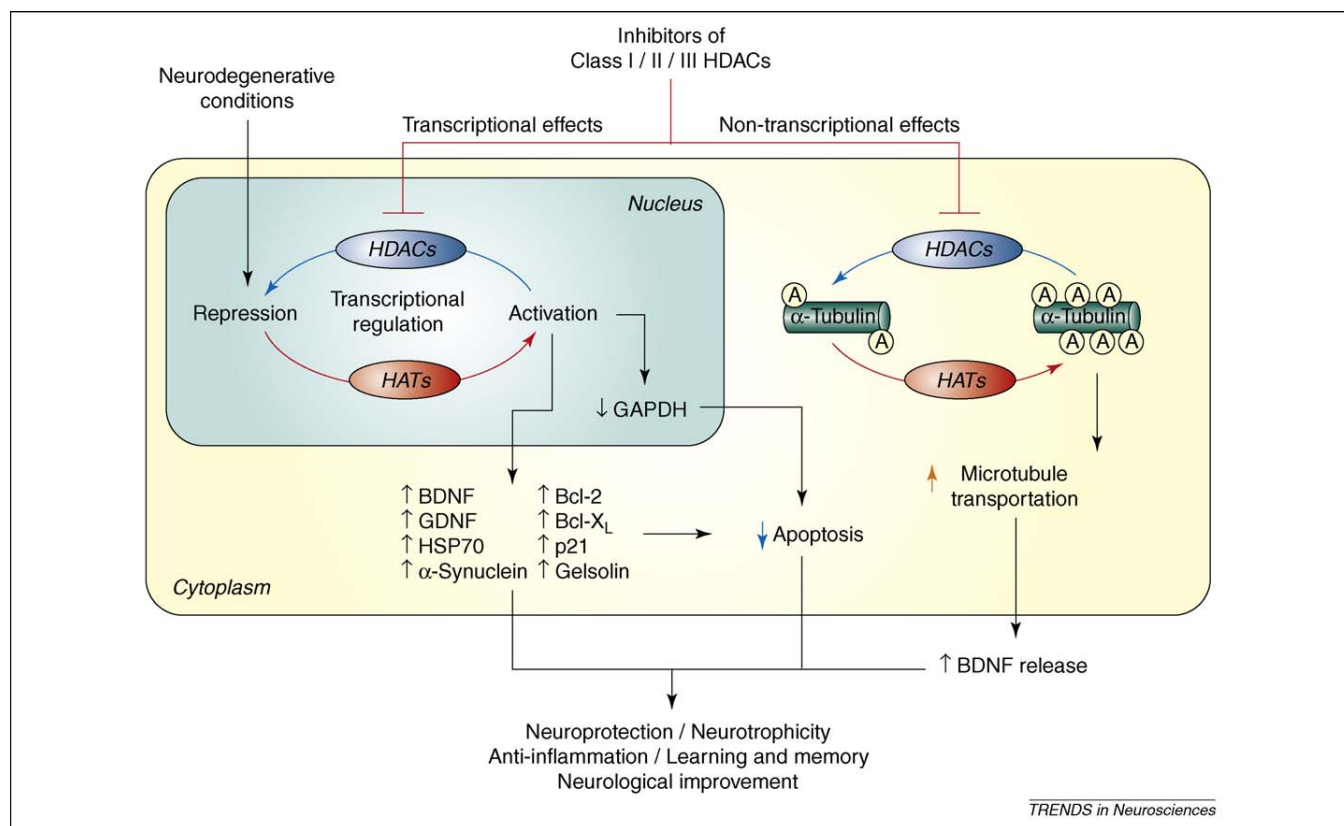 Inhibitors of
Class I / II / III HDACs
Neurodegenerative
conditions
Transcriptional effects
Non-transcriptional effects
Nucleus
HDACs
Repression
Transcriptional
regulation
Activation
HATs
↓ GAPDH
HDACs
A
α-Tubulin
A
A A A
α-Tubulin
A A A
HATs
↑ BDNF
↑ GDNF
↑ HSP70
↑ α-Synuclein
↑ Bcl-2
↑ Bcl-XL
↑ p21
↑ Gelsolin
↓ Apoptosis
↑ Microtubule
transportation
Cytoplasm
↑ BDNF release
Neuroprotection / Neurotrophicity
Anti-inflammation / Learning and memory
Neurological improvement
TRENDS in Neurosciences